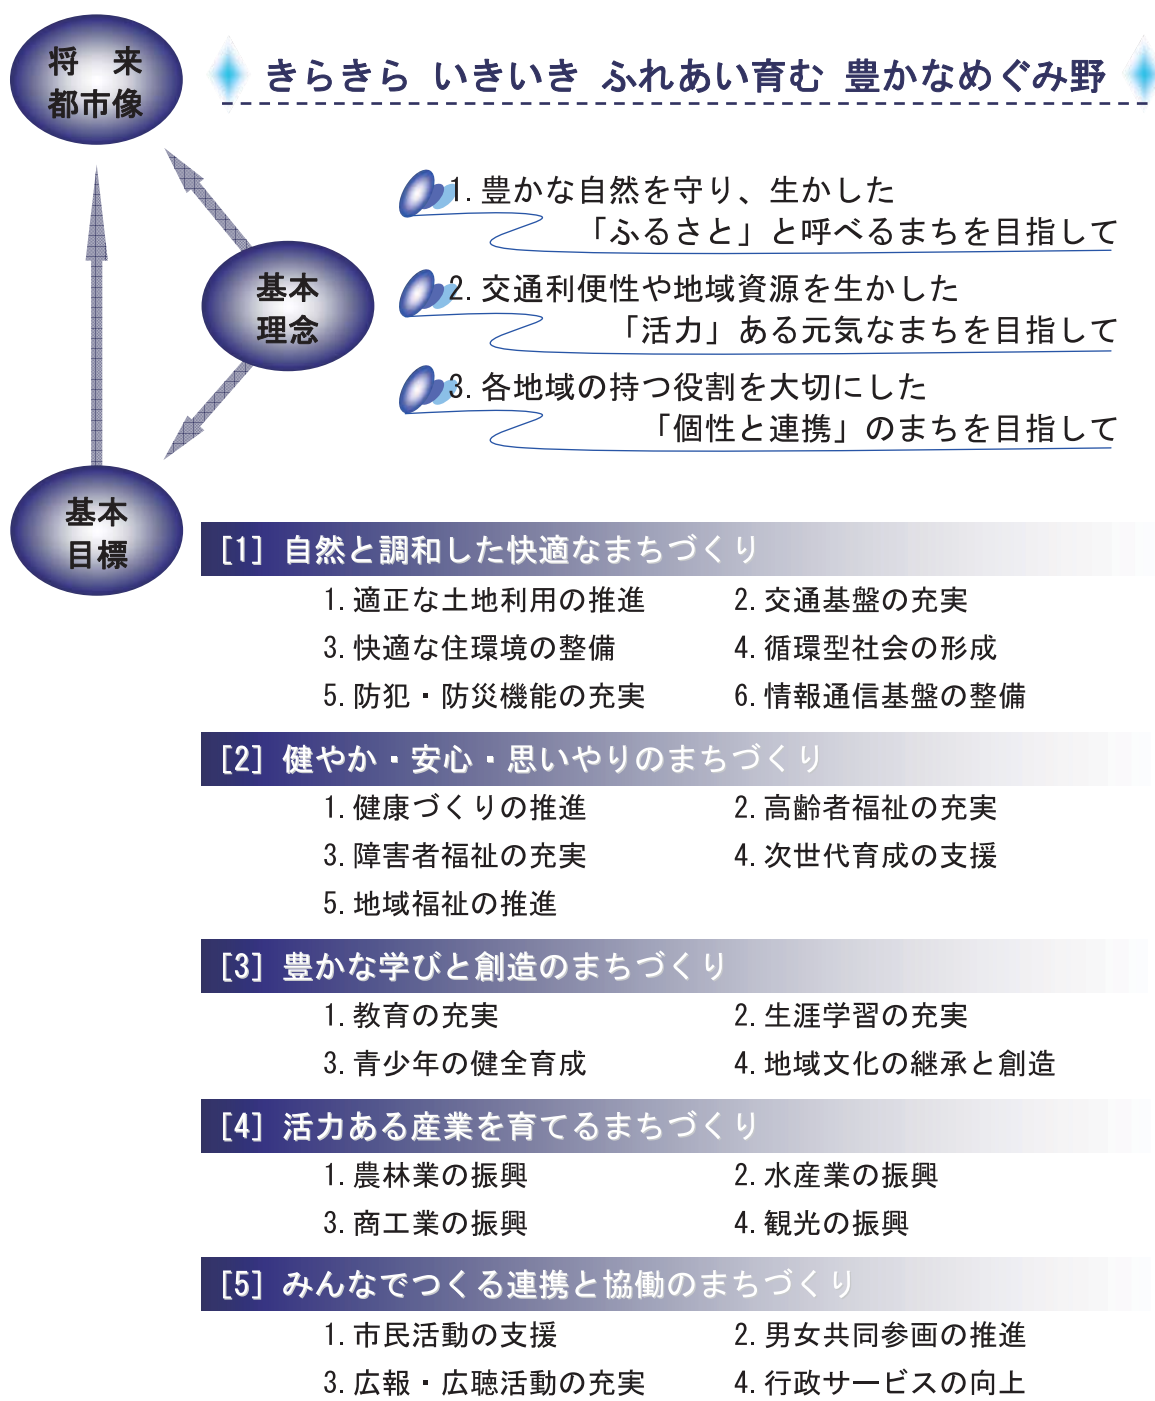 将　来
都市像
きらきら いきいき ふれあい育む 豊かなめぐみ野
基本
理念
1. 豊かな自然を守り、生かした
「ふるさと」と呼べるまちを目指して
2. 交通利便性や地域資源を生かした
「活力」ある元気なまちを目指して
3. 各地域の持つ役割を大切にした
「個性と連携」のまちを目指して
基本
目標
[1] 自然と調和した快適なまちづくり
1. 適正な土地利用の推進
2. 交通基盤の充実
3. 快適な住環境の整備
4. 循環型社会の形成
5. 防犯・防災機能の充実
6. 情報通信基盤の整備
[2] 健やか・安心・思いやりのまちづくり
1. 健康づくりの推進
2. 高齢者福祉の充実
3. 障害者福祉の充実
4. 次世代育成の支援
5. 地域福祉の推進
[3] 豊かな学びと創造のまちづくり
1. 教育の充実
2. 生涯学習の充実
3. 青少年の健全育成
4. 地域文化の継承と創造
[4] 活力ある産業を育てるまちづくり
1. 農林業の振興
2. 水産業の振興
3. 商工業の振興
4. 観光の振興
[5] みんなでつくる連携と協働のまちづくり
1. 市民活動の支援
2. 男女共同参画の推進
3. 広報・広聴活動の充実
4. 行政サービスの向上